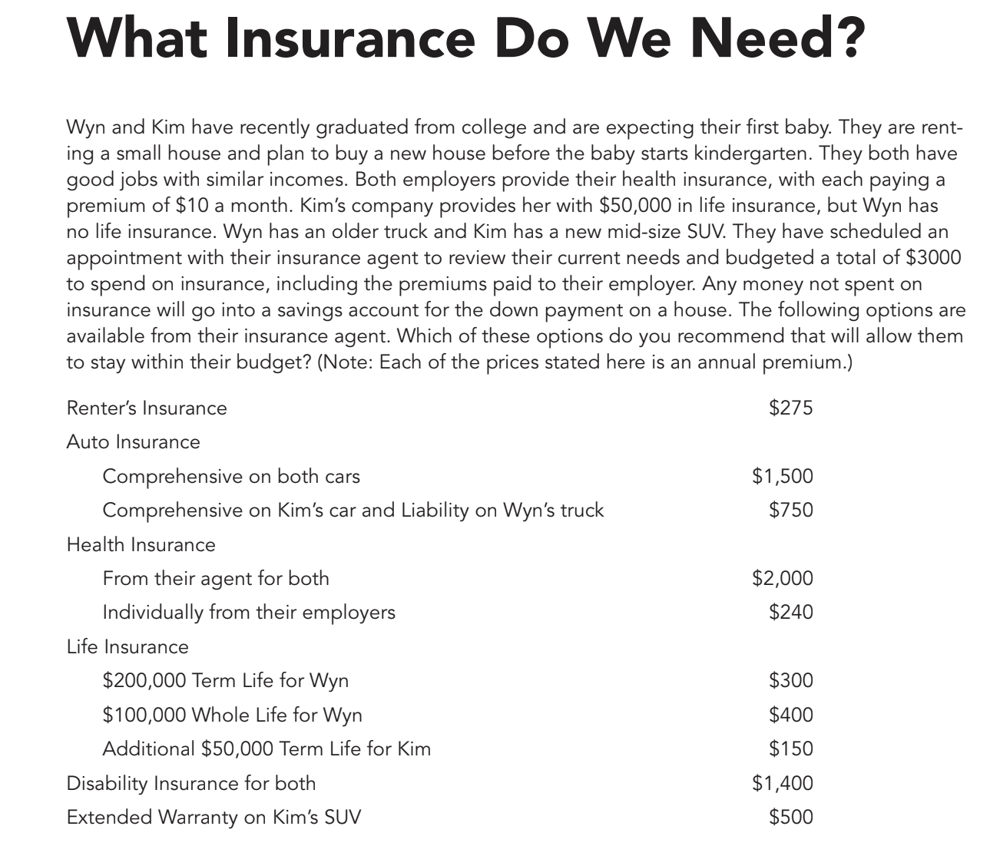 What Insurance Do We Need?
Wyn and Kim have recently graduated from college and are expecting their first baby. They are rent-
ing a small house and plan to buy a new house before the baby starts kindergarten. They both have
good jobs with similar incomes. Both employers provide their health insurance, with each paying a
premium of $10 a month. Kim’s company provides her with $50,000 in life insurance, but Wyn has
no life insurance. Wyn has an older truck and Kim has a new mid-size SUV. They have scheduled an
appointment with their insurance agent to review their current needs and budgeted a total of $3000
to spend on insurance, including the premiums paid to their employer. Any money not spent on
insurance will go into a savings account for the down payment on a house. The following options are
available from their insurance agent. Which of these options do you recommend that will allow them
to stay within their budget? (Note: Each of the prices stated here is an annual premium.)
Renter’s Insurance $275
Auto Insurance
Comprehensive on both cars $1,500
Comprehensive on Kim’s car and Liability on Wyn’s truck $750
Health Insurance
From their agent for both $2,000
Individually from their employers $240
Life Insurance
$200,000 Term Life for Wyn $300
$100,000 Whole Life for Wyn $400
Additional $50,000 Term Life for Kim $150
Disability Insurance for both $1,400
Extended Warranty on Kim’s SUV $500